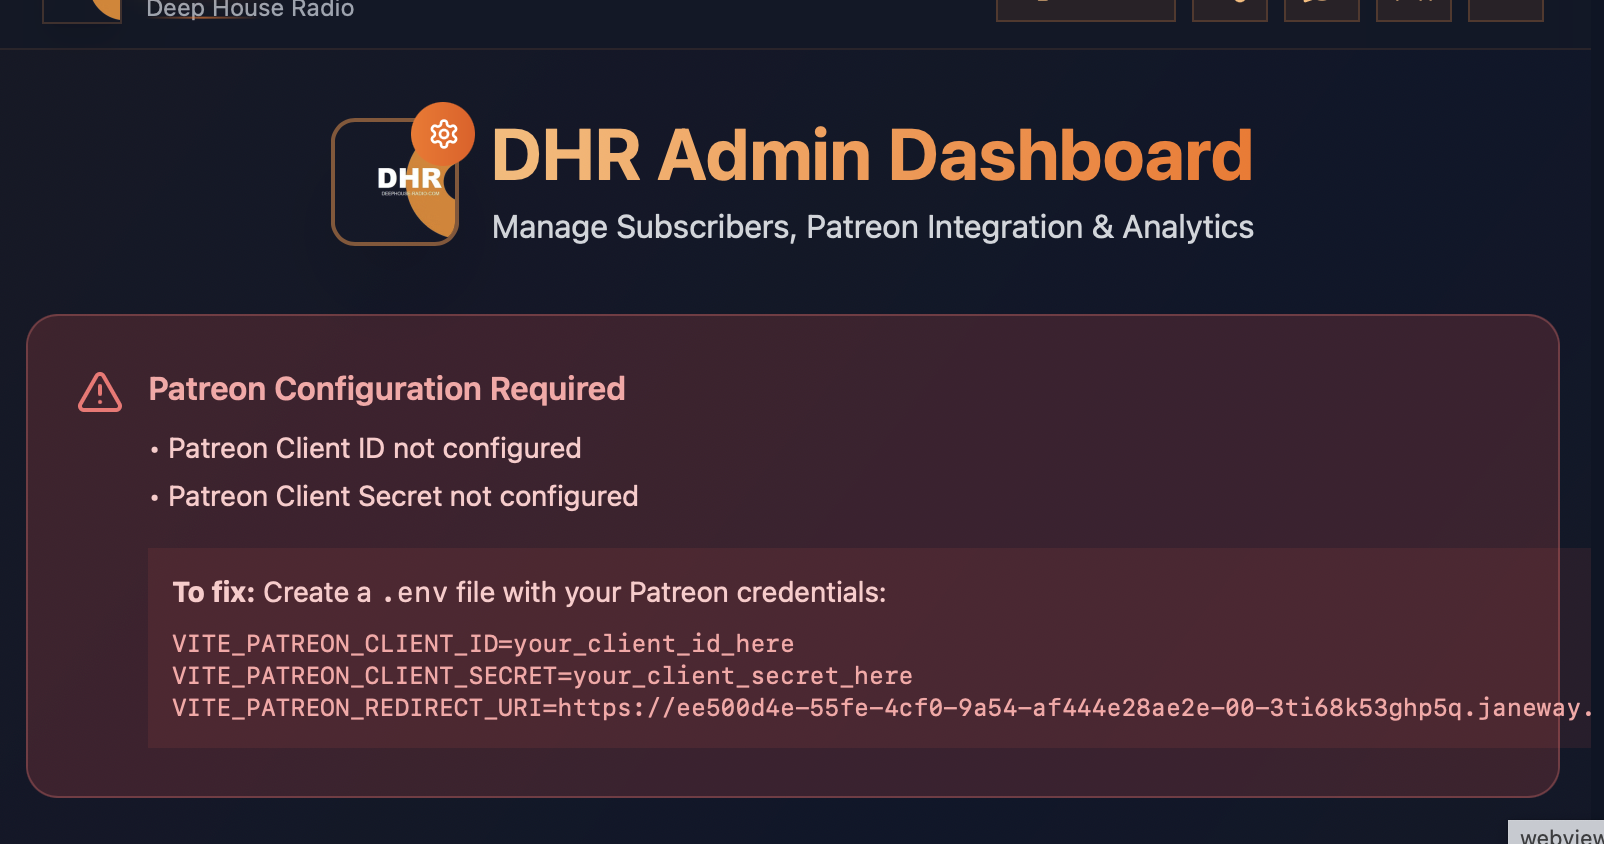 Deep House Radio
DHR
DEEPHOUSE-RADIO.COM
DHR Admin Dashboard
Manage Subscribers, Patreon Integration & Analytics
Patreon Configuration Required
• Patreon Client ID not configured
• Patreon Client Secret not configured
To fix: Create a .env file with your Patreon credentials:
VITE_PATREON_CLIENT_ID=your_client_id_here
VITE_PATREON_CLIENT_SECRET=your_client_secret_here
VITE_PATREON_REDIRECT_URI=https://ee500d4e-55fe-4cf0-9a54-af444e28ae2e-00-3ti68k53ghp5q.janeway.
webview